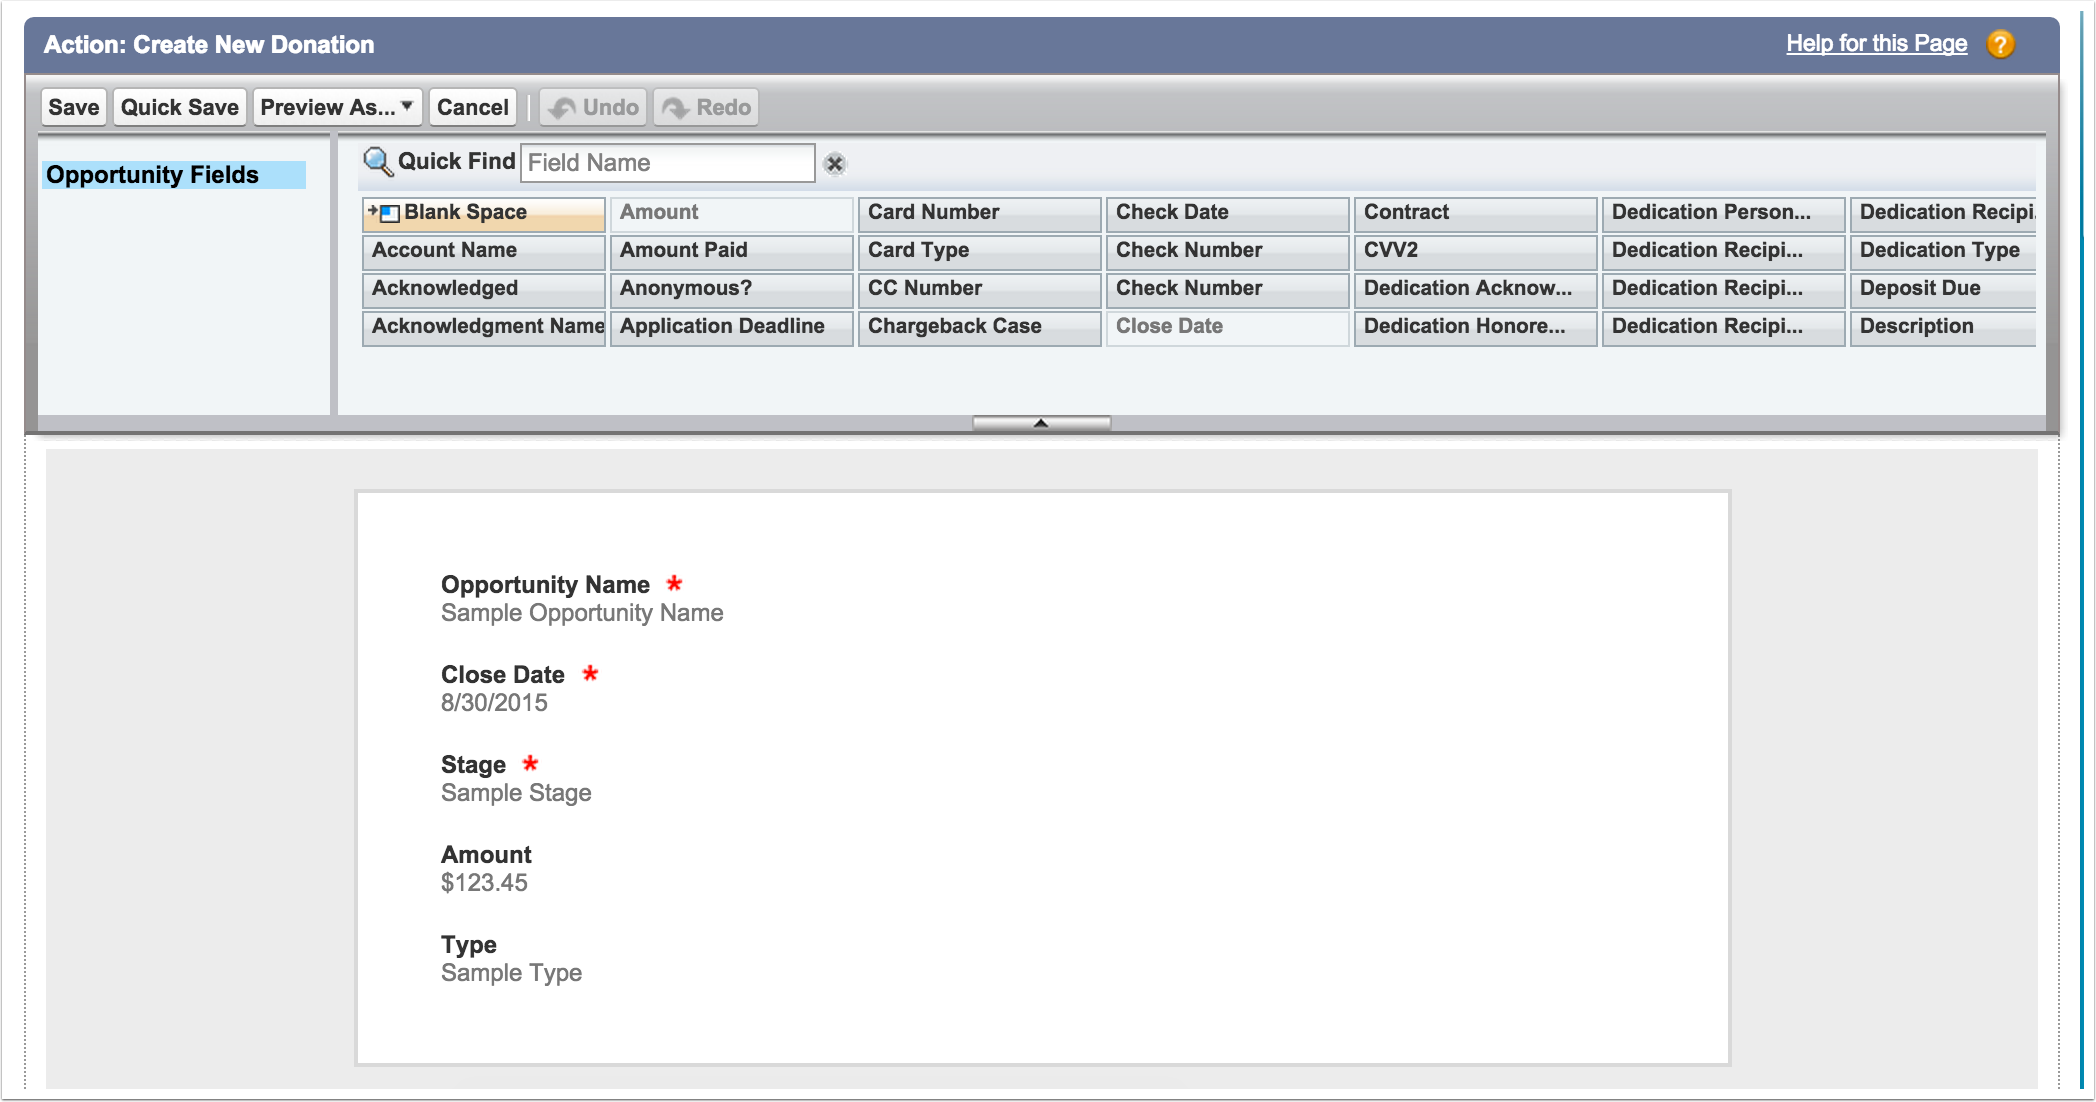 Action: Create New Donation
Help for this Page ?
Save Quick Save Preview As... Cancel Undo Redo
Opportunity Fields
Quick Find Field Name
Blank Space Amount Card Number Check Date Contract Dedication Person... Dedication Recipi.
Account Name Amount Paid Card Type Check Number CVV2 Dedication Recipi... Dedication Type
Acknowledged Anonymous? CC Number Check Number Dedication Acknow... Dedication Recipi... Deposit Due
Acknowledgment Name Application Deadline Chargeback Case Close Date Dedication Honore... Dedication Recipi... Description
Opportunity Name *
Sample Opportunity Name
Close Date *
8/30/2015
Stage *
Sample Stage
Amount
$123.45
Type
Sample Type